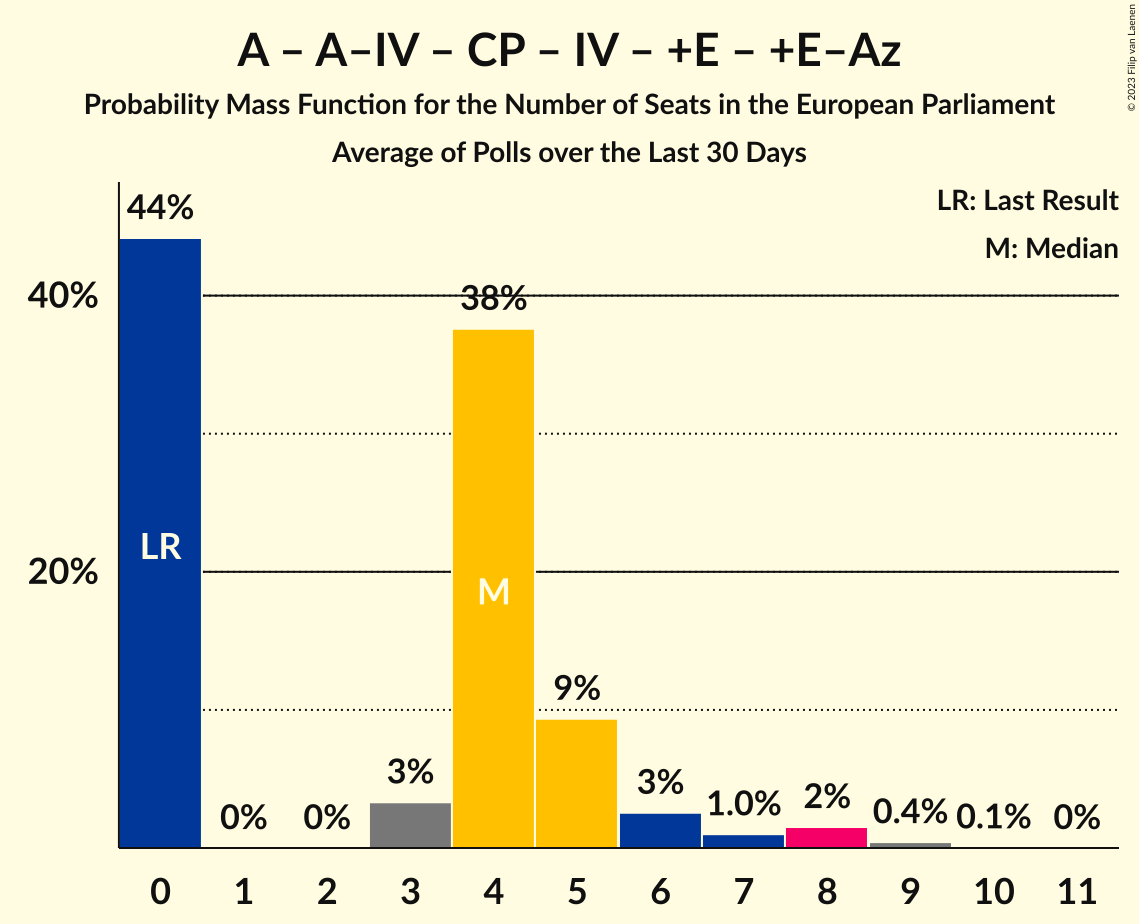 A – A–IV – CP – IV – +E – +E–Az
Probability Mass Function for the Number of Seats in the European Parliament
Average of Polls over the Last 30 Days
© 2023 Filip van Laenen
LR: Last Result
M: Median
44%
40%
38%
LR
20%
M
9%
3%
3%
2%
1.0%
0.4%
0.1%
0%
0%
0%
0 1 2 3 4 5 6 7 8 9 10 11